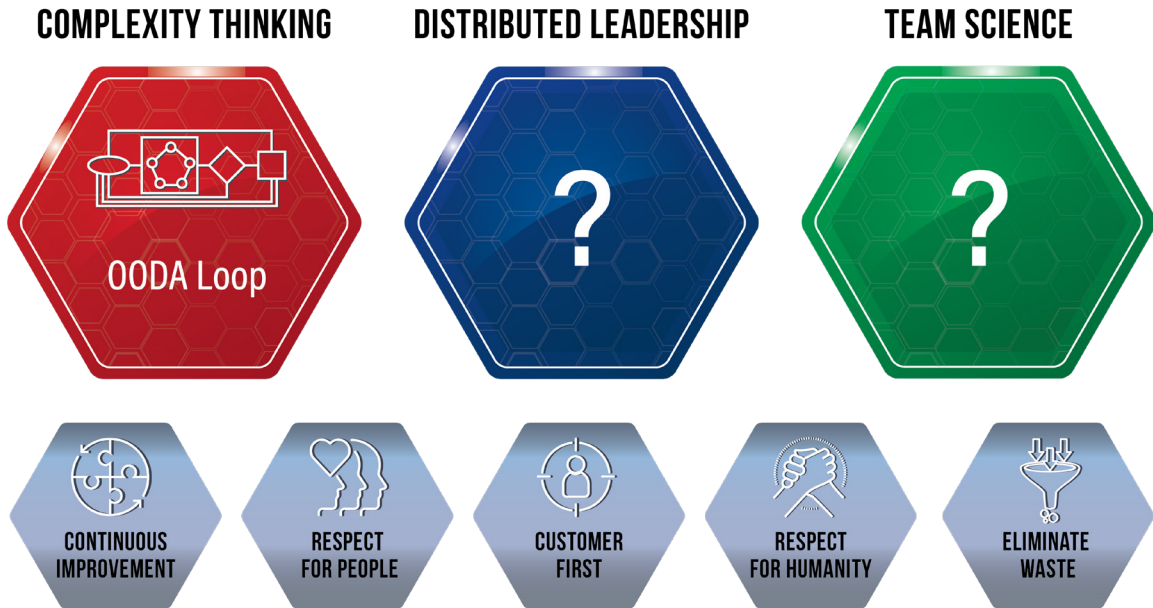 COMPLEXITY THINKING
DISTRIBUTED LEADERSHIP
TEAM SCIENCE
OODA Loop
?
?
CONTINUOUS
IMPROVEMENT
RESPECT
FOR PEOPLE
CUSTOMER
FIRST
RESPECT
FOR HUMANITY
ELIMINATE
WASTE